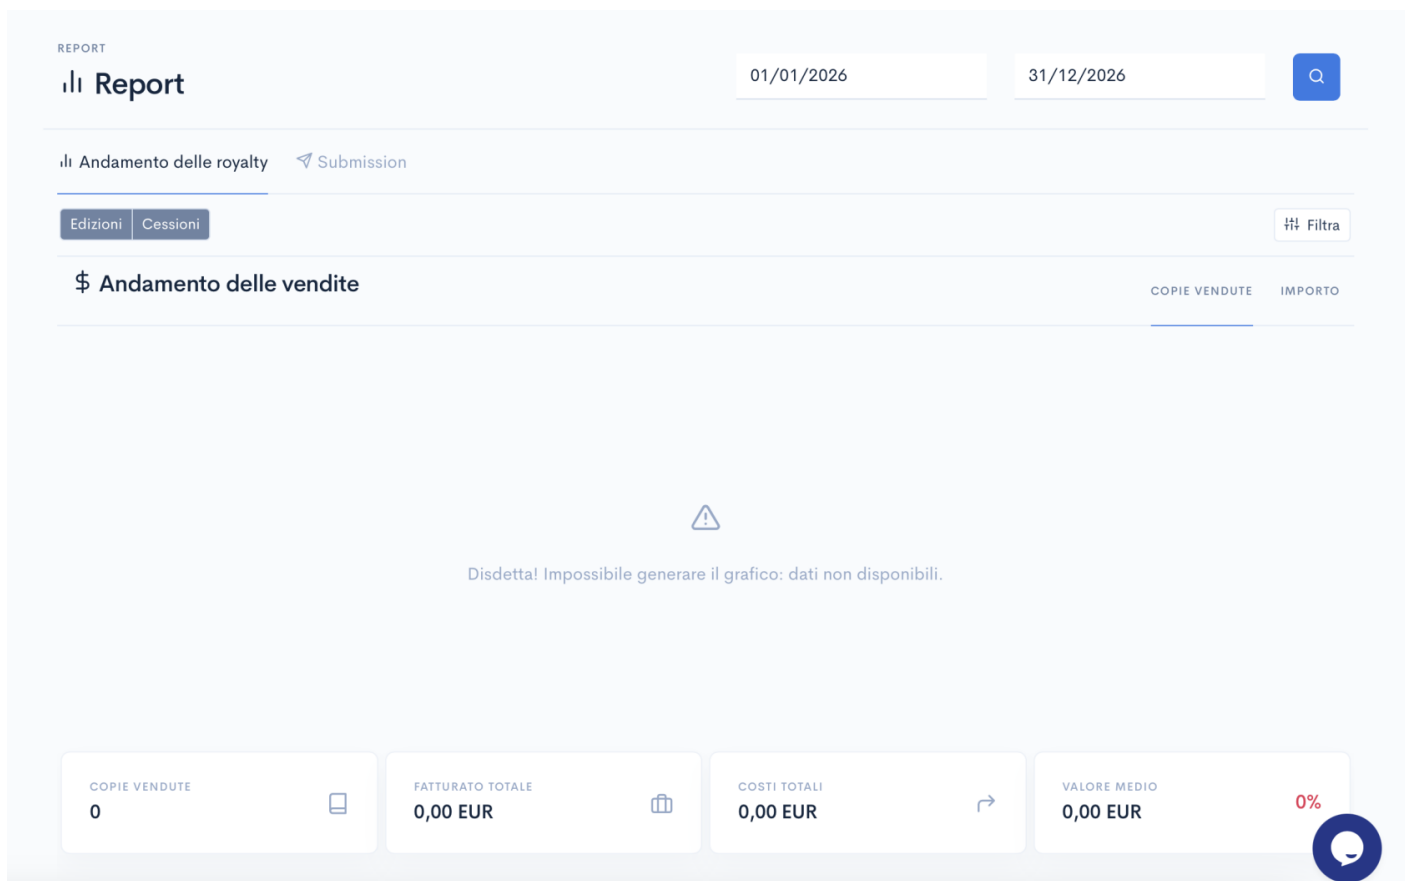 REPORT
Report
01/01/2026
31/12/2026
Andamento delle royalty
Submission
Edizioni
Cessioni
Filtra
$ Andamento delle vendite
COPIE VENDUTE
IMPORTO
Disdetta! Impossibile generare il grafico: dati non disponibili.
COPIE VENDUTE
0
FATTURATO TOTALE
0,00 EUR
COSTI TOTALI
0,00 EUR
VALORE MEDIO
0,00 EUR
0%